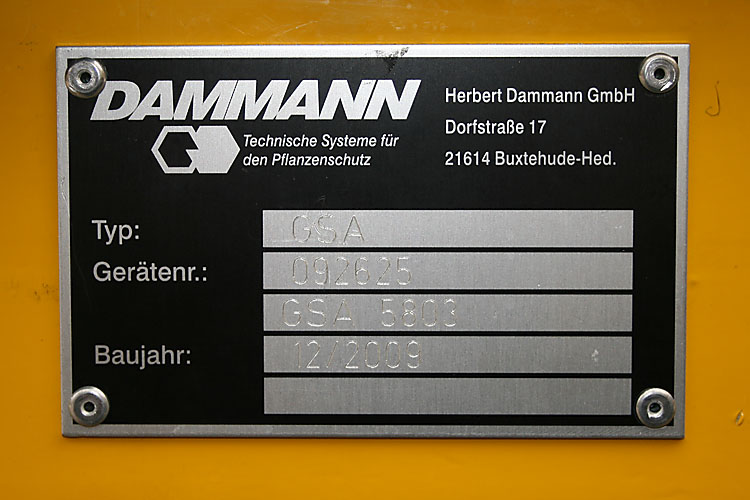 DAMMANN
Technische Systeme für
den Pflanzenschutz
Herbert Dammann GmbH
Dorfstraße 17
21614 Buxtehude-Hed.
Typ: GSA
Gerätenr.: 092625
GSA 5803
Baujahr: 12/2009